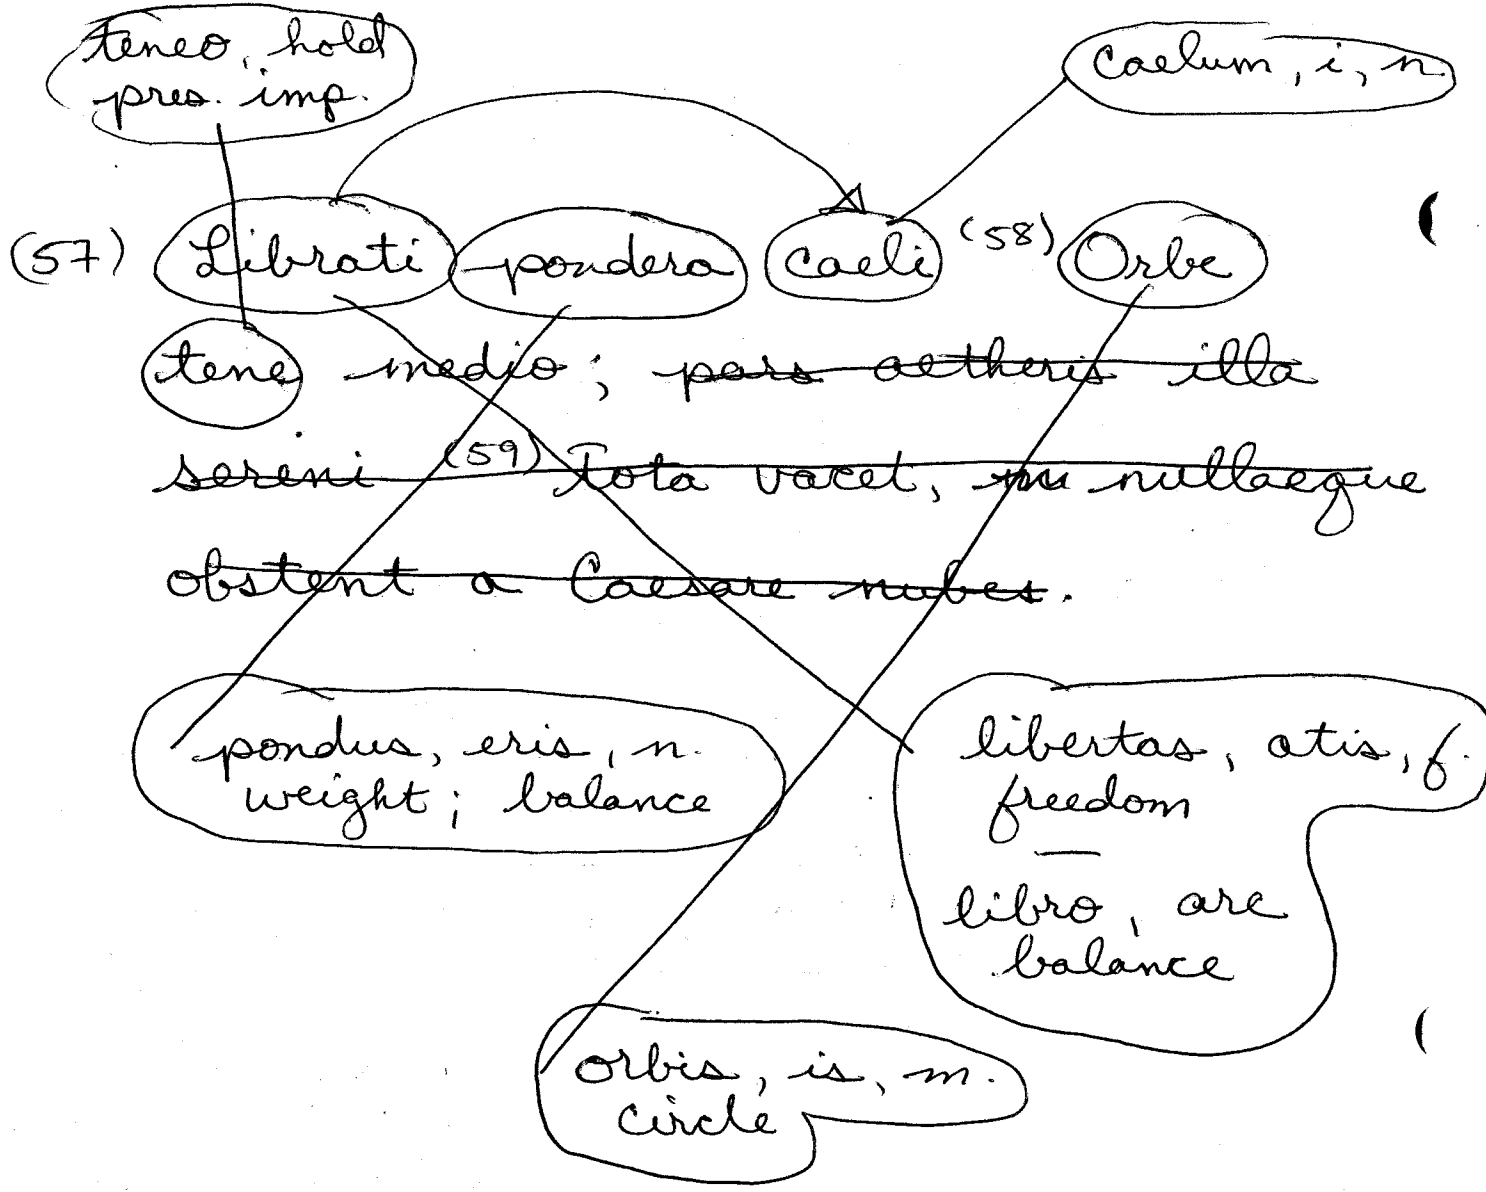 teneo, hold
pres. imp.
caelum, i, n.
(57) Librati pondera caeli (58) Orbe
tene medio; pars aetheris illa
sereni (59) Tota vacet, nullaeque
obstent a Caesare nubes.
pondus, eris, n.
weight; balance
libertas, atis, f.
freedom
—
libro, are
balance
orbis, is, m.
circle